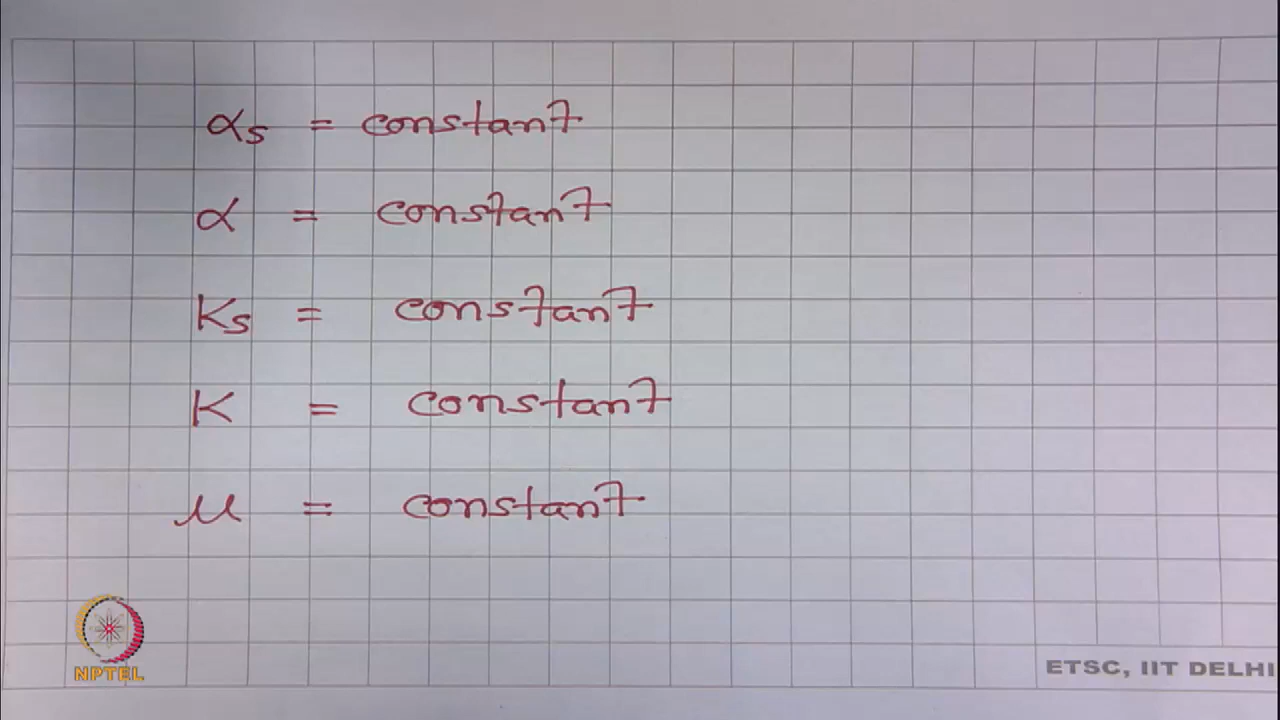 αs = constant
α = constant
Ks = constant
K = constant
μ = constant
NPTEL
ETSC, IIT DELHI